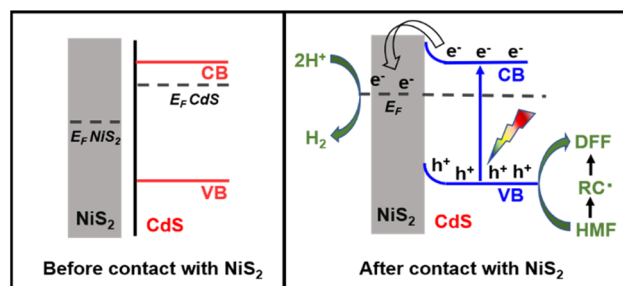 CB
E_F CdS
E_F NiS₂
VB
NiS₂
CdS
Before contact with NiS₂
e⁻ e⁻ e⁻
2H⁺
CB
e⁻ e⁻
E_F
H₂
DFF
h⁺ h⁺ h⁺ h⁺
RC•
VB
NiS₂
CdS
HMF
After contact with NiS₂